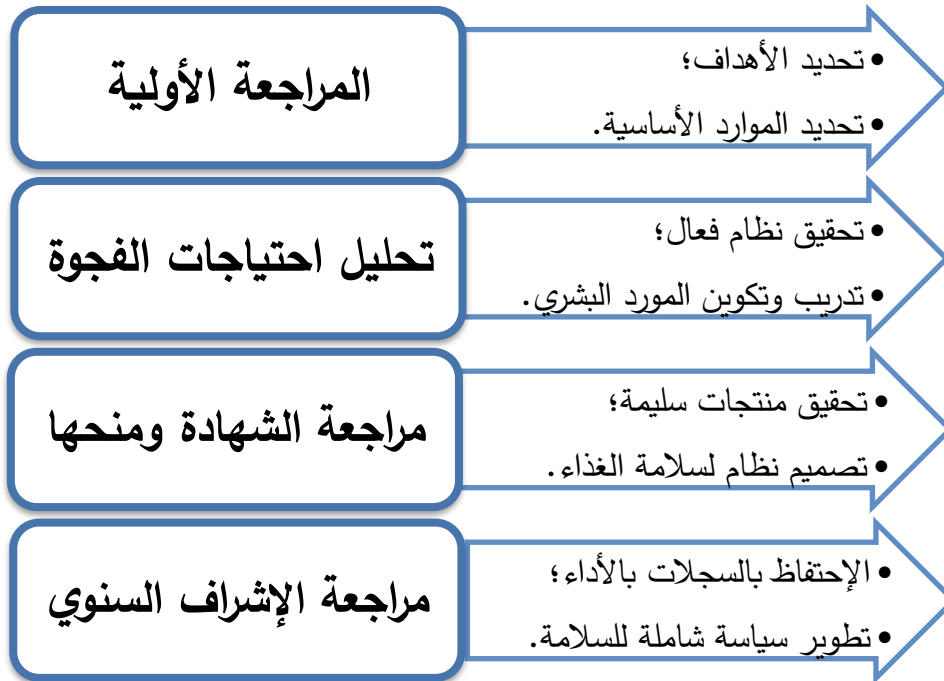 المراجعة الأولية
•تحديد الأهداف؛
•تحديد الموارد الأساسية.
تحليل احتياجات الفجوة
•تحقيق نظام فعال؛
•تدريب وتكوين المورد البشري.
مراجعة الشهادة ومنحها
•تحقيق منتجات سليمة؛
•تصميم نظام لسلامة الغذاء.
مراجعة الإشراف السنوي
•الإحتفاظ بالسجلات بالأداء؛
•تطوير سياسة شاملة للسلامة.